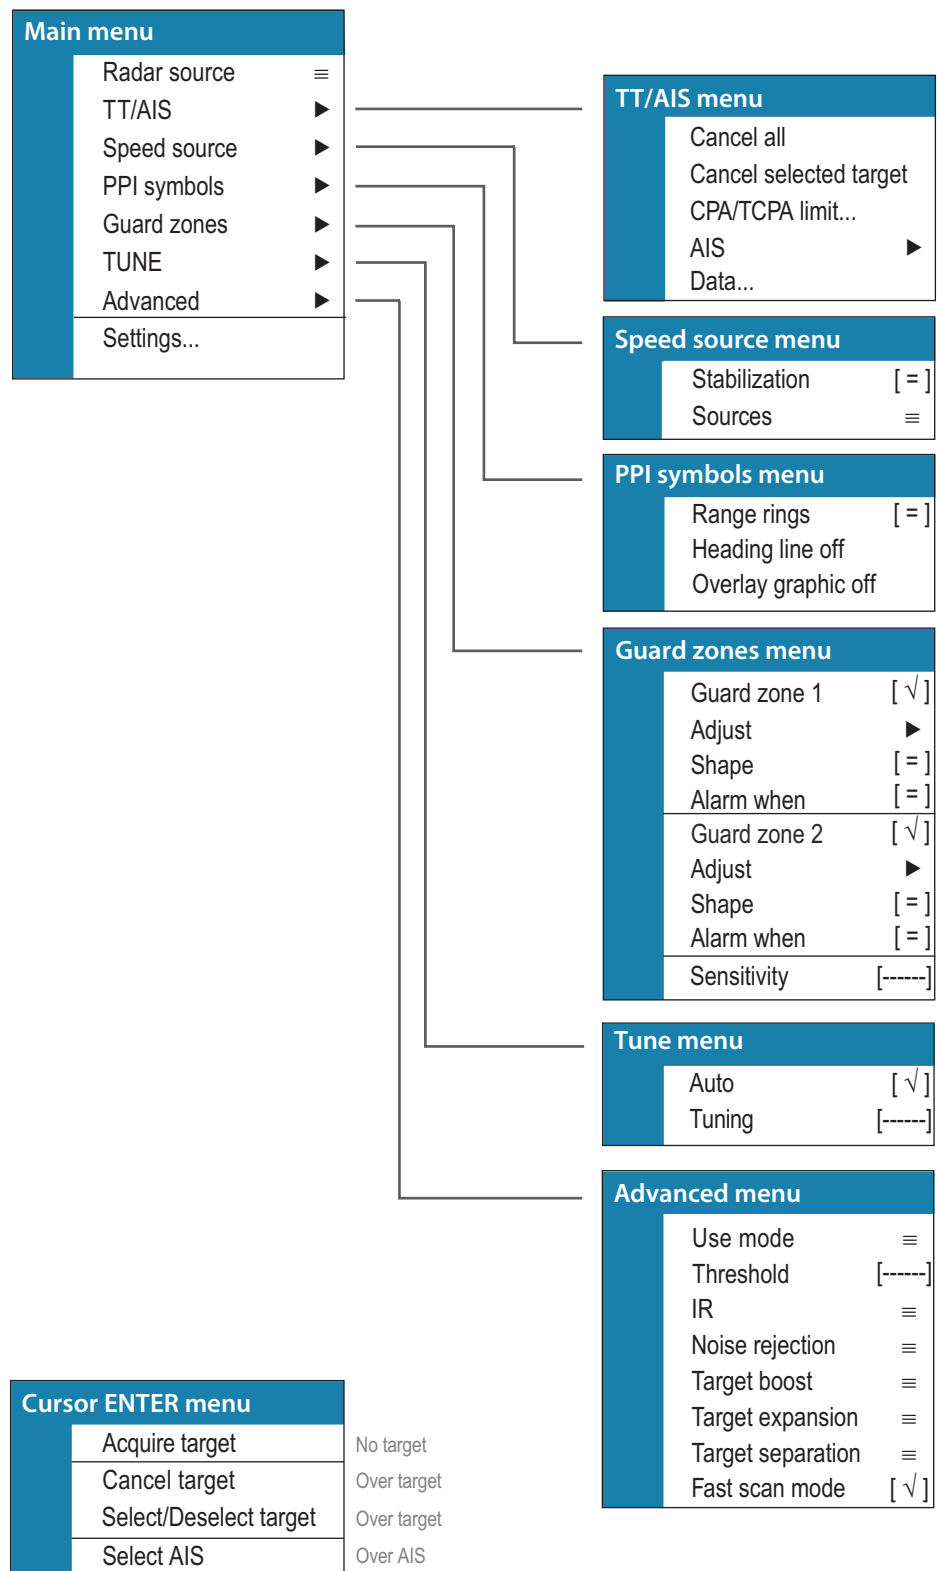 Main menu
Radar source ≡
TT/AIS ▶
Speed source ▶
PPI symbols ▶
Guard zones ▶
TUNE ▶
Advanced ▶
Settings...
TT/AIS menu
Cancel all
Cancel selected target
CPA/TCPA limit...
AIS ▶
Data...
Speed source menu
Stabilization [ = ]
Sources ≡
PPI symbols menu
Range rings [ = ]
Heading line off
Overlay graphic off
Guard zones menu
Guard zone 1 [ √ ]
Adjust ▶
Shape [ = ]
Alarm when [ = ]
Guard zone 2 [ √ ]
Adjust ▶
Shape [ = ]
Alarm when [ = ]
Sensitivity [------]
Tune menu
Auto [ √ ]
Tuning [------]
Advanced menu
Use mode ≡
Threshold [------]
IR ≡
Noise rejection ≡
Target boost ≡
Target expansion ≡
Target separation ≡
Fast scan mode [ √ ]
Cursor ENTER menu
Acquire target No target
Cancel target Over target
Select/Deselect target Over target
Select AIS Over AIS